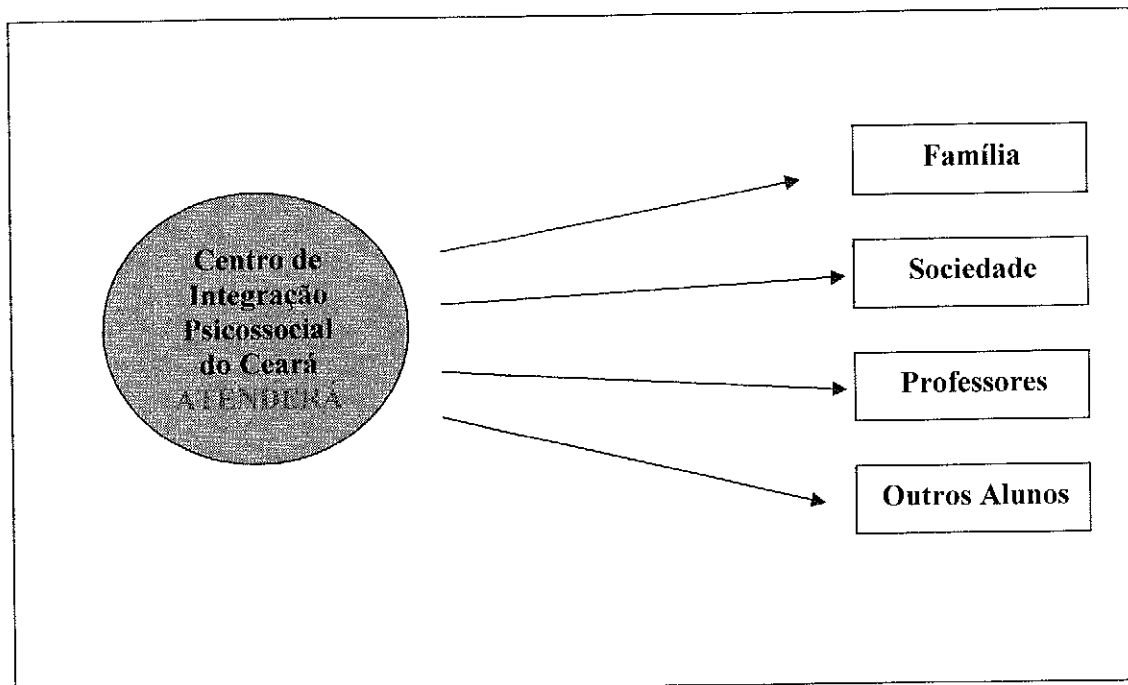 Centro de
Integração
Psicossocial
do Ceará
ATENDERÁ
Família
Sociedade
Professores
Outros Alunos